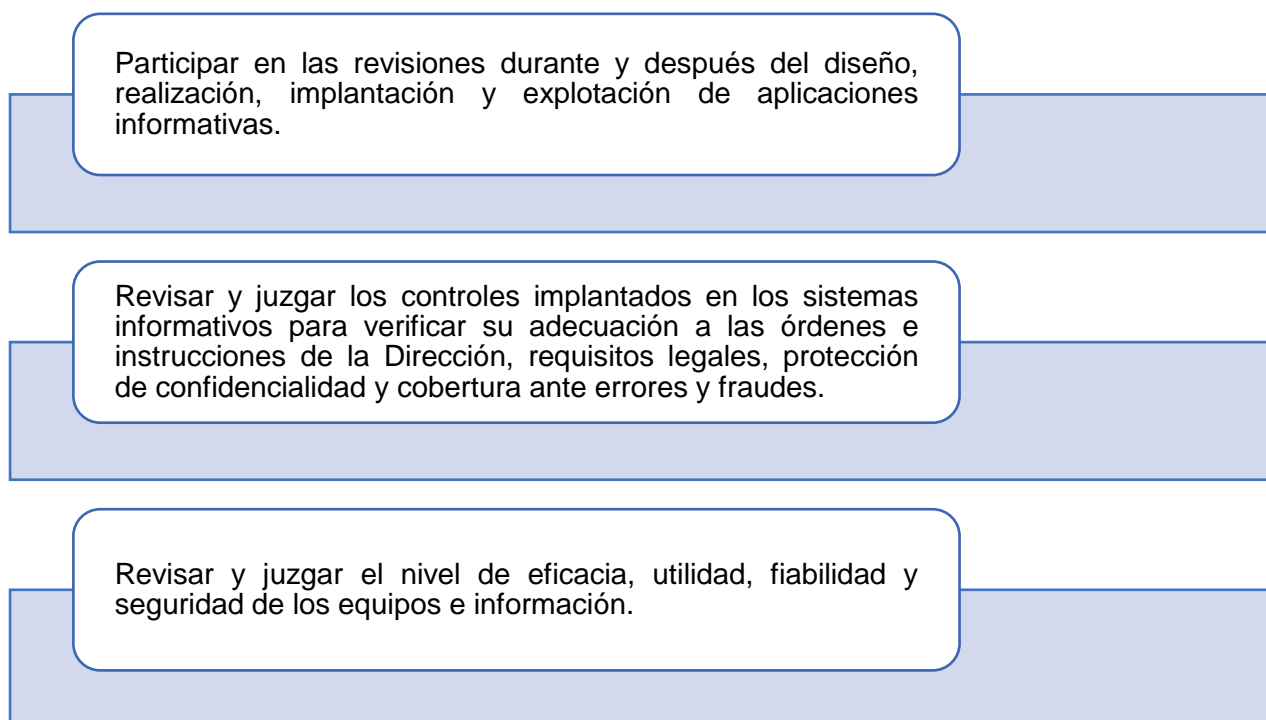 Participar en las revisiones durante y después del diseño,
realización, implantación y explotación de aplicaciones
informativas.
Revisar y juzgar los controles implantados en los sistemas
informativos para verificar su adecuación a las órdenes e
instrucciones de la Dirección, requisitos legales, protección
de confidencialidad y cobertura ante errores y fraudes.
Revisar y juzgar el nivel de eficacia, utilidad, fiabilidad y
seguridad de los equipos e información.